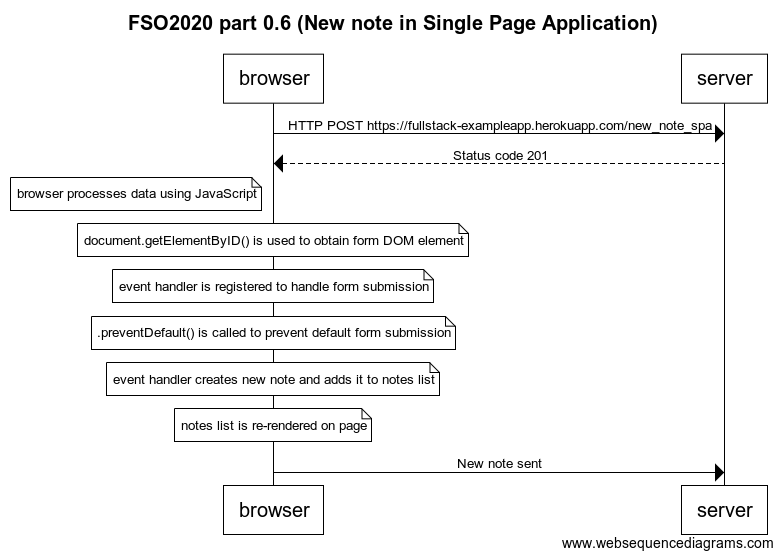 FSO2020 part 0.6 (New note in Single Page Application)
browser
server
HTTP POST https://fullstack-exampleapp.herokuapp.com/new_note_spa
Status code 201
browser processes data using JavaScript
document.getElementByID() is used to obtain form DOM element
event handler is registered to handle form submission
.preventDefault() is called to prevent default form submission
event handler creates new note and adds it to notes list
notes list is re-rendered on page
New note sent
browser
server
www.websequencediagrams.com